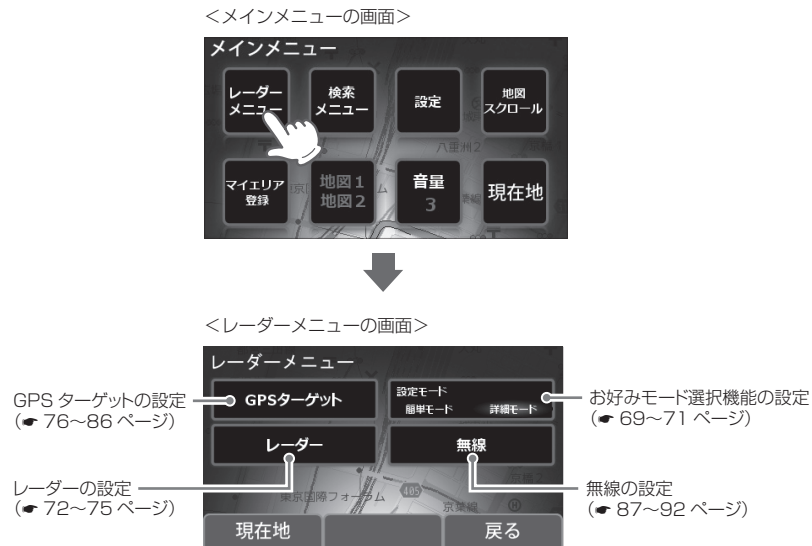 ＜メインメニューの画面＞
メインメニュー
レーダー
メニュー
検索
メニュー
設定
地図
スクロール
八重洲2
マイエリア
登録
地図1
地図2
音量
3
現在地
＜レーダーメニューの画面＞
レーダーメニュー
GPSターゲット
設定モード
簡単モード 詳細モード
レーダー
無線
東京国際フォーラム
405
京葉線
現在地
戻る
GPS ターゲットの設定
（☛ 76～86 ページ）
お好みモード選択機能の設定
（☛ 69～71 ページ）
レーダーの設定
（☛ 72～75 ページ）
無線の設定
（☛ 87～92 ページ）